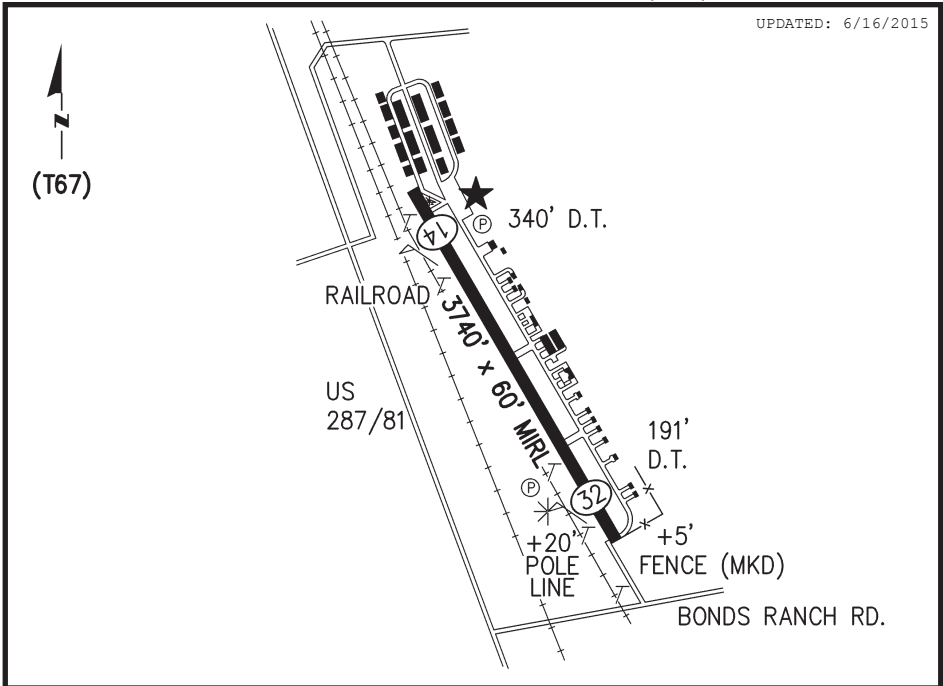 UPDATED: 6/16/2015
N
(T67)
P
340' D.T.
14
RAILROAD
3740' x 60' MIRL
US
287/81
191'
D.T.
P
32
+20'
POLE
LINE
+5'
FENCE (MKD)
BONDS RANCH RD.